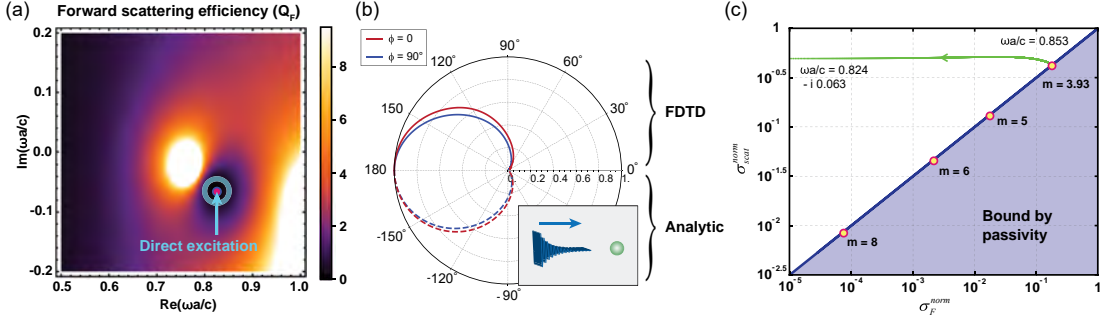 (a)
Forward scattering efficiency (Q_F)
0.2
0.1
0.0
-0.1
-0.2
Im(ωa/c)
0.5 0.6 0.7 0.8 0.9 1.0
Re(ωa/c)
Direct excitation
8
6
4
2
0
(b)
ϕ = 0
ϕ = 90°
90°
120°
60°
150
30°
180
0°
0 0.2 0.4 0.6 0.8 1.
-150°
-120°
-90°
FDTD
Analytic
(c)
1
10^-0.5
10^-1
10^-1.5
10^-2
10^-2.5
σ_scat^norm
10^-5 10^-4 10^-3 10^-2 10^-1 1
σ_F^norm
ωa/c = 0.853
ωa/c = 0.824
- i 0.063
m = 3.93
m = 5
m = 6
m = 8
Bound by
passivity